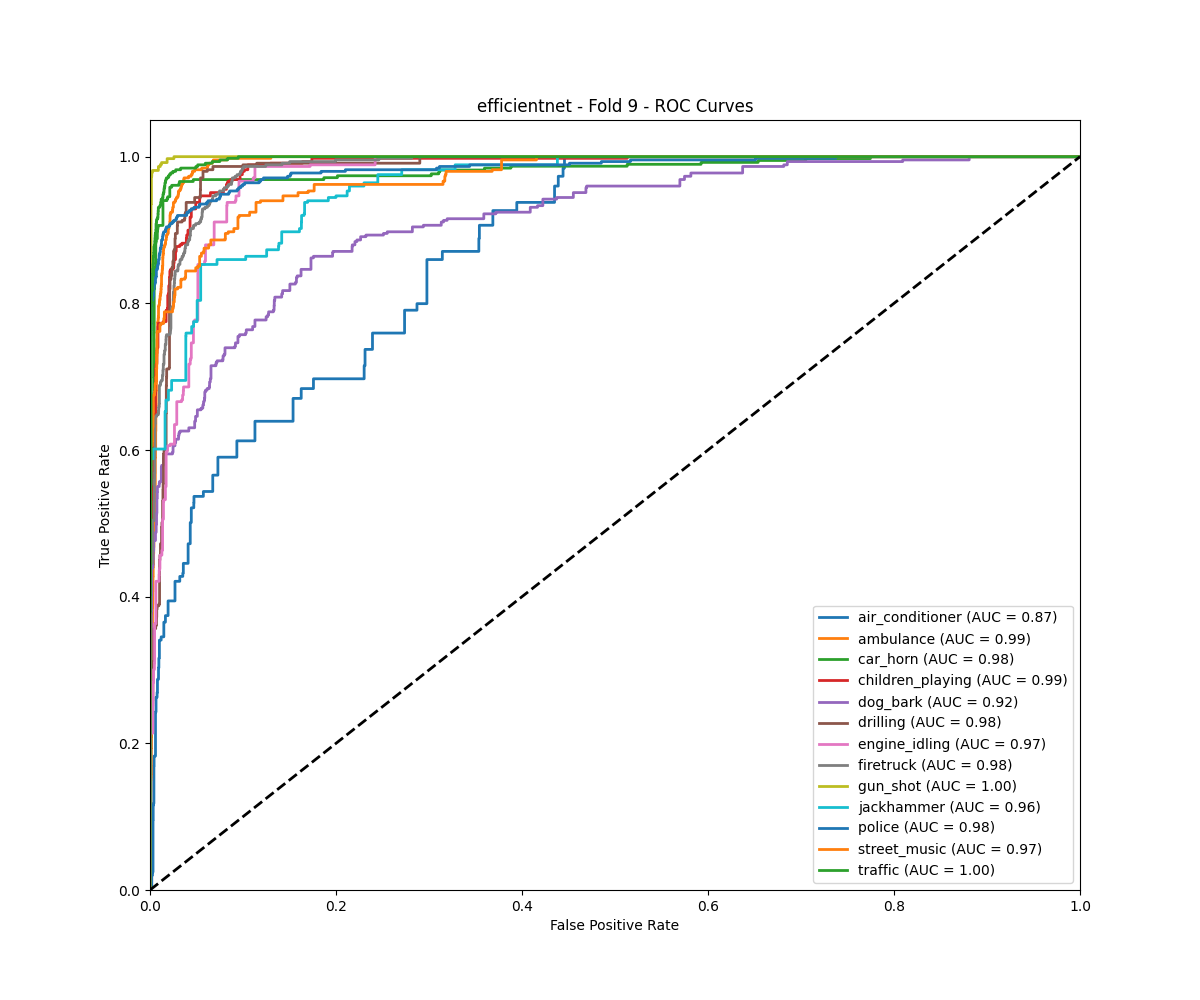 efficientnet - Fold 9 - ROC Curves
True Positive Rate
1.0
0.8
0.6
0.4
0.2
0.0
0.0 0.2 0.4 0.6 0.8 1.0
False Positive Rate
air_conditioner (AUC = 0.87)
ambulance (AUC = 0.99)
car_horn (AUC = 0.98)
children_playing (AUC = 0.99)
dog_bark (AUC = 0.92)
drilling (AUC = 0.98)
engine_idling (AUC = 0.97)
firetruck (AUC = 0.98)
gun_shot (AUC = 1.00)
jackhammer (AUC = 0.96)
police (AUC = 0.98)
street_music (AUC = 0.97)
traffic (AUC = 1.00)